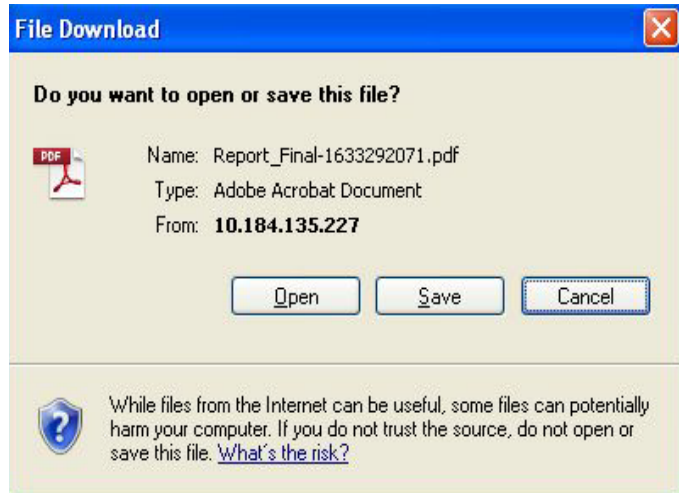 File Download
Do you want to open or save this file?
PDF
Name: Report_Final-1633292071.pdf
Type: Adobe Acrobat Document
From: 10.184.135.227
Open Save Cancel
While files from the Internet can be useful, some files can potentially
harm your computer. If you do not trust the source, do not open or
save this file. What's the risk?